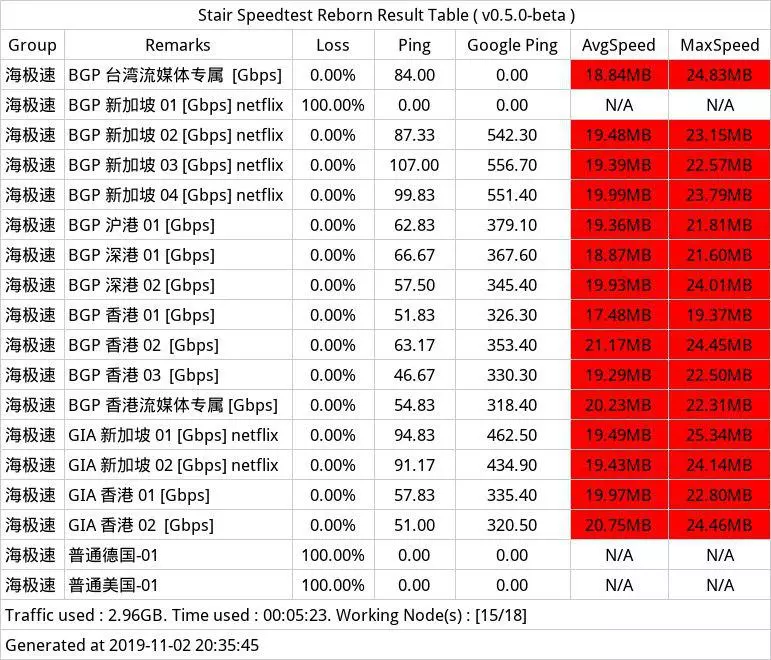 Stair Speedtest Reborn Result Table ( v0.5.0-beta )
Group Remarks Loss Ping Google Ping AvgSpeed MaxSpeed
海极速 BGP 台湾流媒体专属 [Gbps] 0.00% 84.00 0.00 18.84MB 24.83MB
海极速 BGP 新加坡 01 [Gbps] netflix 100.00% 0.00 0.00 N/A N/A
海极速 BGP 新加坡 02 [Gbps] netflix 0.00% 87.33 542.30 19.48MB 23.15MB
海极速 BGP 新加坡 03 [Gbps] netflix 0.00% 107.00 556.70 19.39MB 22.57MB
海极速 BGP 新加坡 04 [Gbps] netflix 0.00% 99.83 551.40 19.99MB 23.79MB
海极速 BGP 沪港 01 [Gbps] 0.00% 62.83 379.10 19.36MB 21.81MB
海极速 BGP 深港 01 [Gbps] 0.00% 66.67 367.60 18.87MB 21.60MB
海极速 BGP 深港 02 [Gbps] 0.00% 57.50 345.40 19.93MB 24.01MB
海极速 BGP 香港 01 [Gbps] 0.00% 51.83 326.30 17.48MB 19.37MB
海极速 BGP 香港 02 [Gbps] 0.00% 63.17 353.40 21.17MB 24.45MB
海极速 BGP 香港 03 [Gbps] 0.00% 46.67 330.30 19.29MB 22.50MB
海极速 BGP 香港流媒体专属 [Gbps] 0.00% 54.83 318.40 20.23MB 22.31MB
海极速 GIA 新加坡 01 [Gbps] netflix 0.00% 94.83 462.50 19.49MB 25.34MB
海极速 GIA 新加坡 02 [Gbps] netflix 0.00% 91.17 434.90 19.43MB 24.14MB
海极速 GIA 香港 01 [Gbps] 0.00% 57.83 335.40 19.97MB 22.80MB
海极速 GIA 香港 02 [Gbps] 0.00% 51.00 320.50 20.75MB 24.46MB
海极速 普通德国-01 100.00% 0.00 0.00 N/A N/A
海极速 普通美国-01 100.00% 0.00 0.00 N/A N/A
Traffic used : 2.96GB. Time used : 00:05:23. Working Node(s) : [15/18]
Generated at 2019-11-02 20:35:45